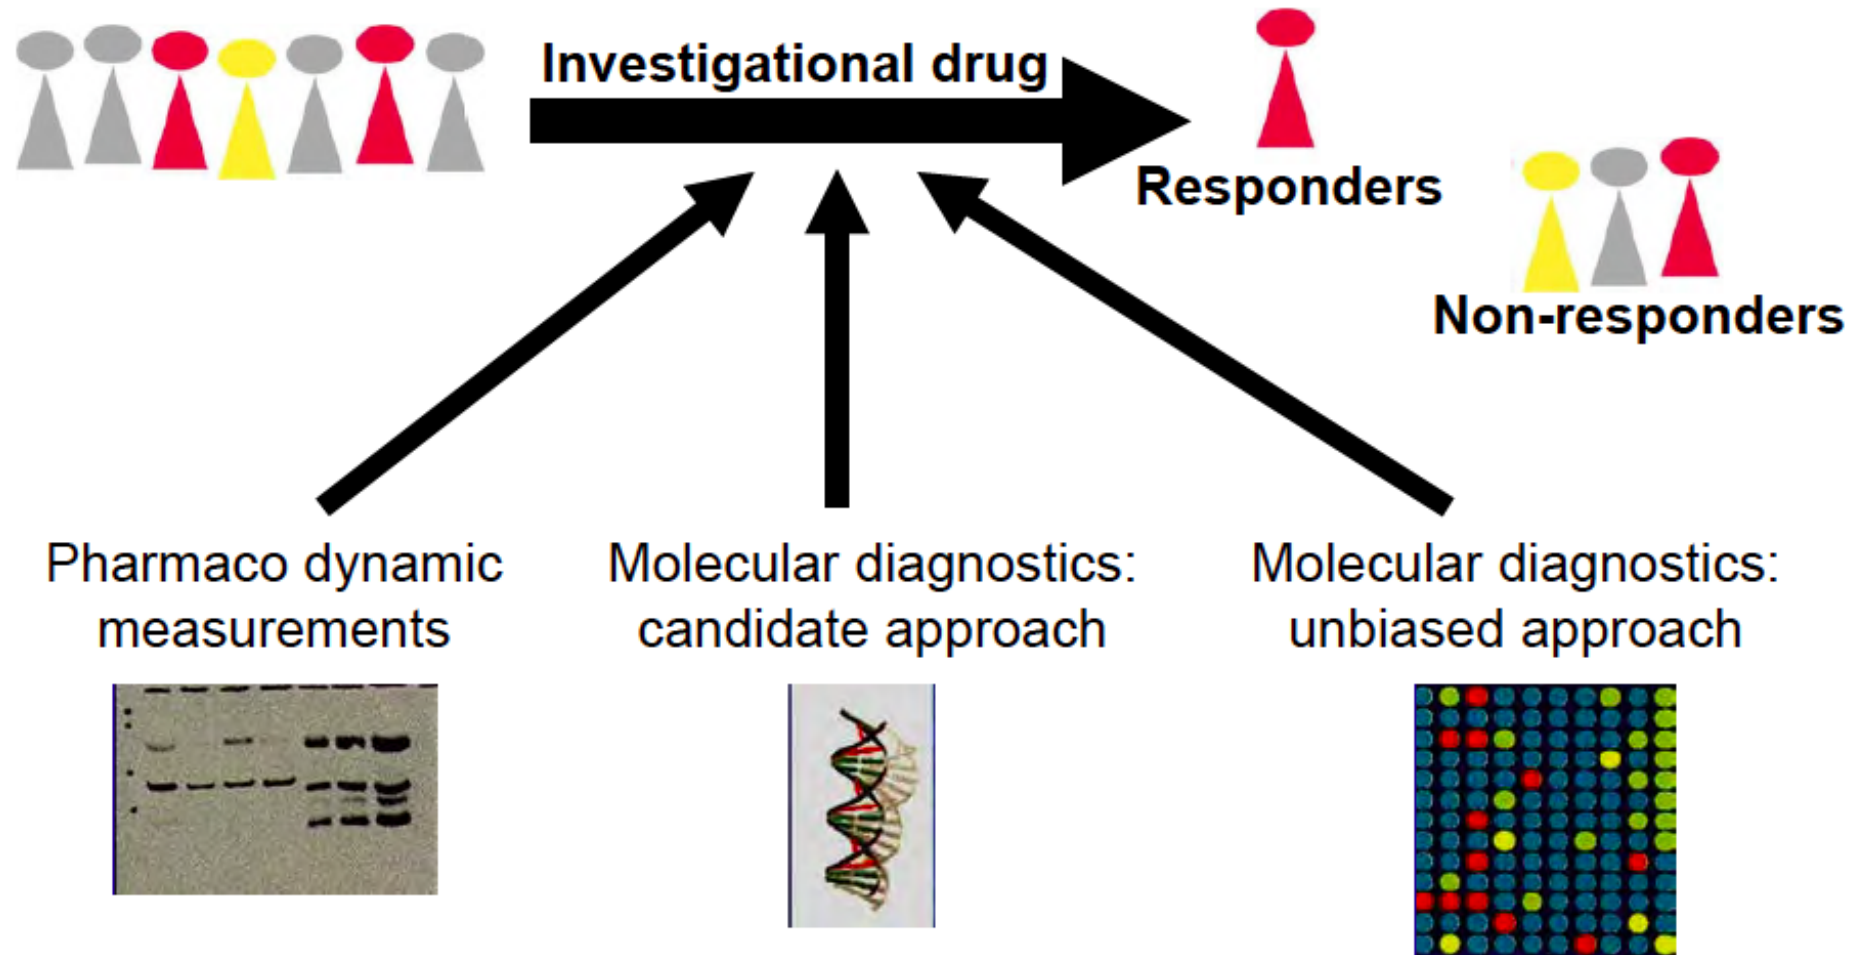 Investigational drug
Responders
Non-responders
Pharmaco dynamic
measurements
Molecular diagnostics:
candidate approach
Molecular diagnostics:
unbiased approach